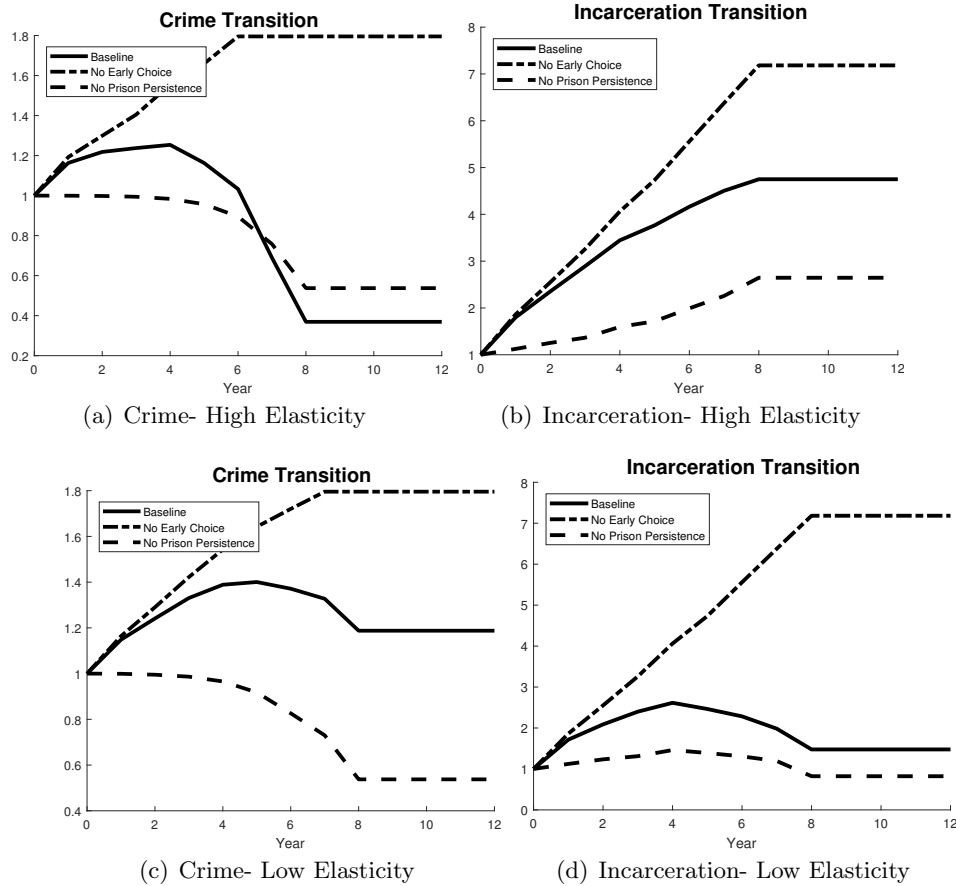 Crime Transition
1.8
1.6
1.4
1.2
1
0.8
0.6
0.4
0.2
Baseline
No Early Choice
No Prison Persistence
0 2 4 6 8 10 12
Year
(a) Crime- High Elasticity
Incarceration Transition
8
7
6
5
4
3
2
1
Baseline
No Early Choice
No Prison Persistence
0 2 4 6 8 10 12
Year
(b) Incarceration- High Elasticity
Crime Transition
1.8
1.6
1.4
1.2
1
0.8
0.6
0.4
Baseline
No Early Choice
No Prison Persistence
0 2 4 6 8 10 12
Year
(c) Crime- Low Elasticity
Incarceration Transition
8
7
6
5
4
3
2
1
0
Baseline
No Early Choice
No Prison Persistence
0 2 4 6 8 10 12
Year
(d) Incarceration- Low Elasticity